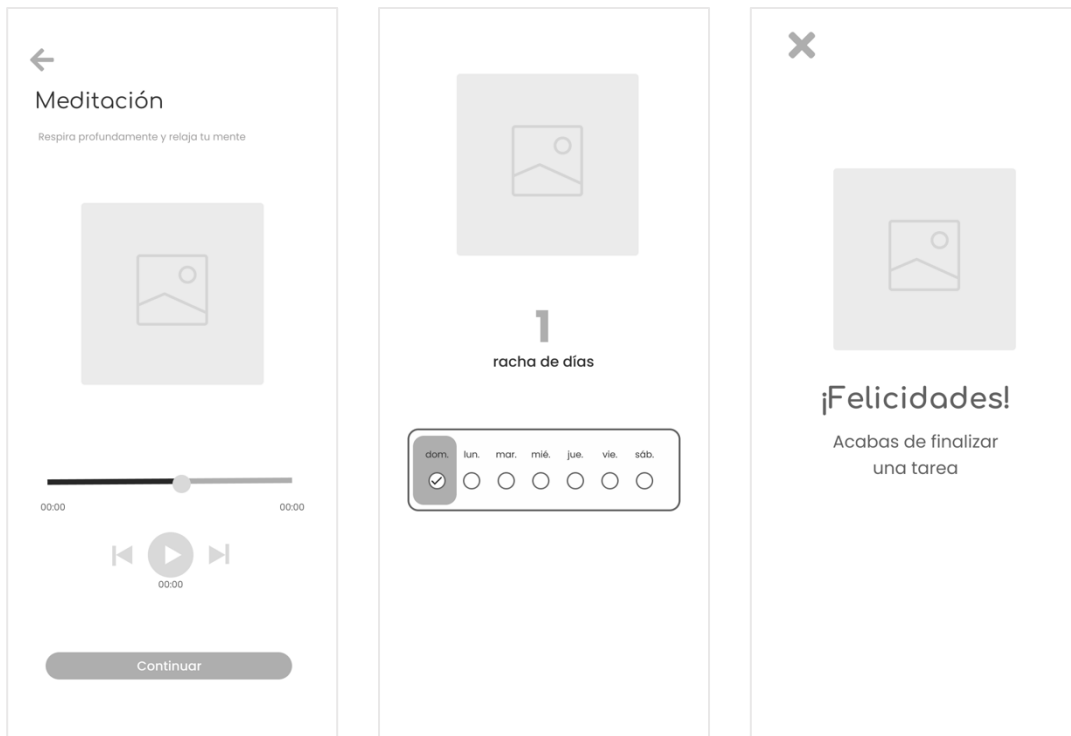 Meditación
Respira profundamente y relaja tu mente
00:00 00:00
00:00
Continuar
1
racha de días
dom. lun. mar. mié. jue. vie. sáb.
¡Felicidades!
Acabas de finalizar
una tarea